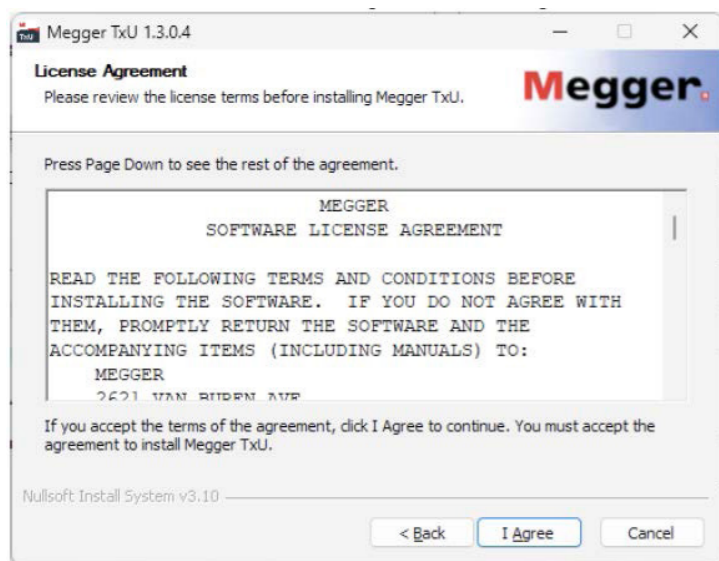 Megger TxU 1.3.0.4
License Agreement
Please review the license terms before installing Megger TxU.
Megger.
Press Page Down to see the rest of the agreement.
MEGGER
SOFTWARE LICENSE AGREEMENT
READ THE FOLLOWING TERMS AND CONDITIONS BEFORE
INSTALLING THE SOFTWARE. IF YOU DO NOT AGREE WITH
THEM, PROMPTLY RETURN THE SOFTWARE AND THE
ACCOMPANYING ITEMS (INCLUDING MANUALS) TO:
MEGGER
2621 VAN BUREN AVE
If you accept the terms of the agreement, click I Agree to continue. You must accept the
agreement to install Megger TxU.
Nullsoft Install System v3.10
< Back
I Agree
Cancel